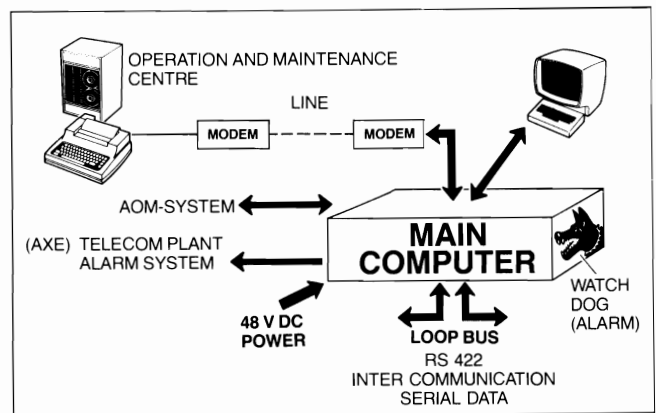 OPERATION AND MAINTENANCE
CENTRE
LINE
MODEM
MODEM
AOM-SYSTEM
(AXE) TELECOM PLANT
ALARM SYSTEM
MAIN
COMPUTER
WATCH
DOG
(ALARM)
48 V DC
POWER
LOOP BUS
RS 422
INTER COMMUNICATION
SERIAL DATA